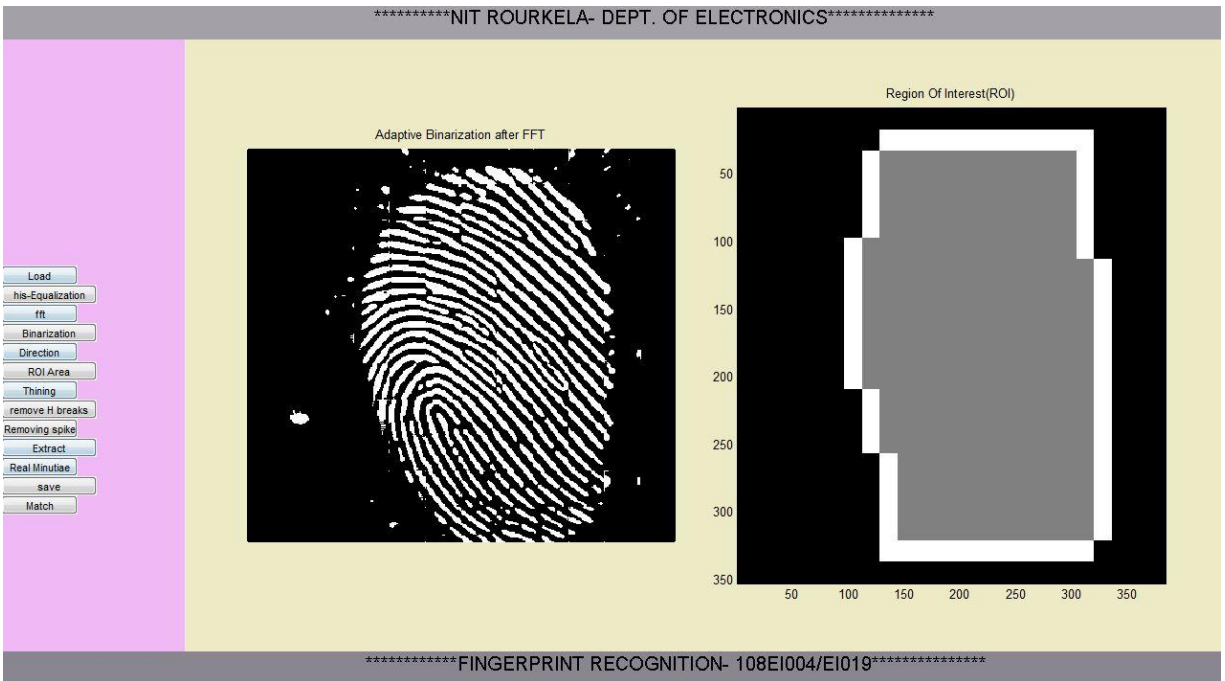 **********NIT ROURKELA- DEPT. OF ELECTRONICS**************
Load
his-Equalization
fft
Binarization
Direction
ROI Area
Thining
remove H breaks
Removing spike
Extract
Real Minutiae
save
Match
Adaptive Binarization after FFT
Region Of Interest(ROI)
50
100
150
200
250
300
350
50 100 150 200 250 300 350
************FINGERPRINT RECOGNITION- 108EI004/EI019***************